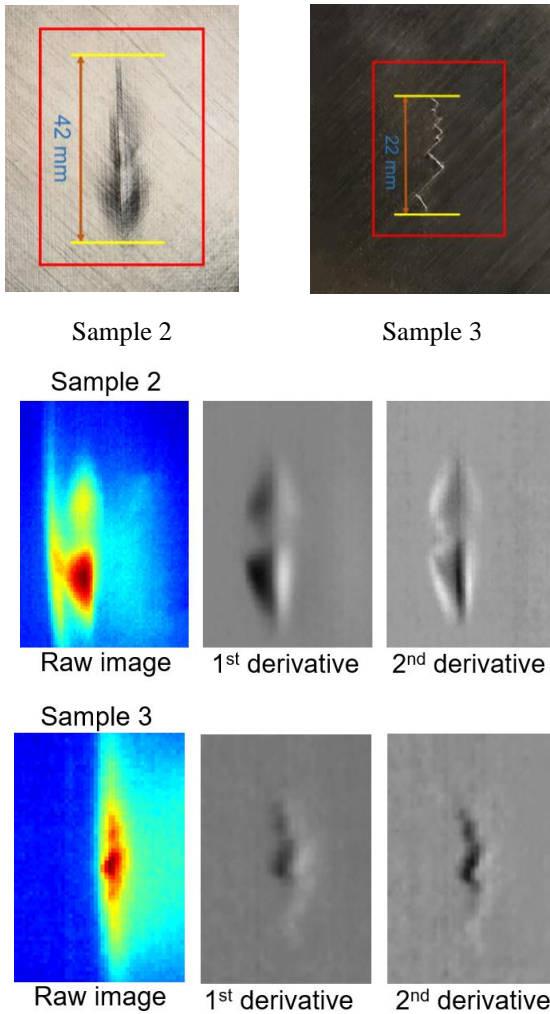 42 mm
22 mm
Sample 2
Sample 3
Sample 2
Raw image
1st derivative
2nd derivative
Sample 3
Raw image
1st derivative
2nd derivative